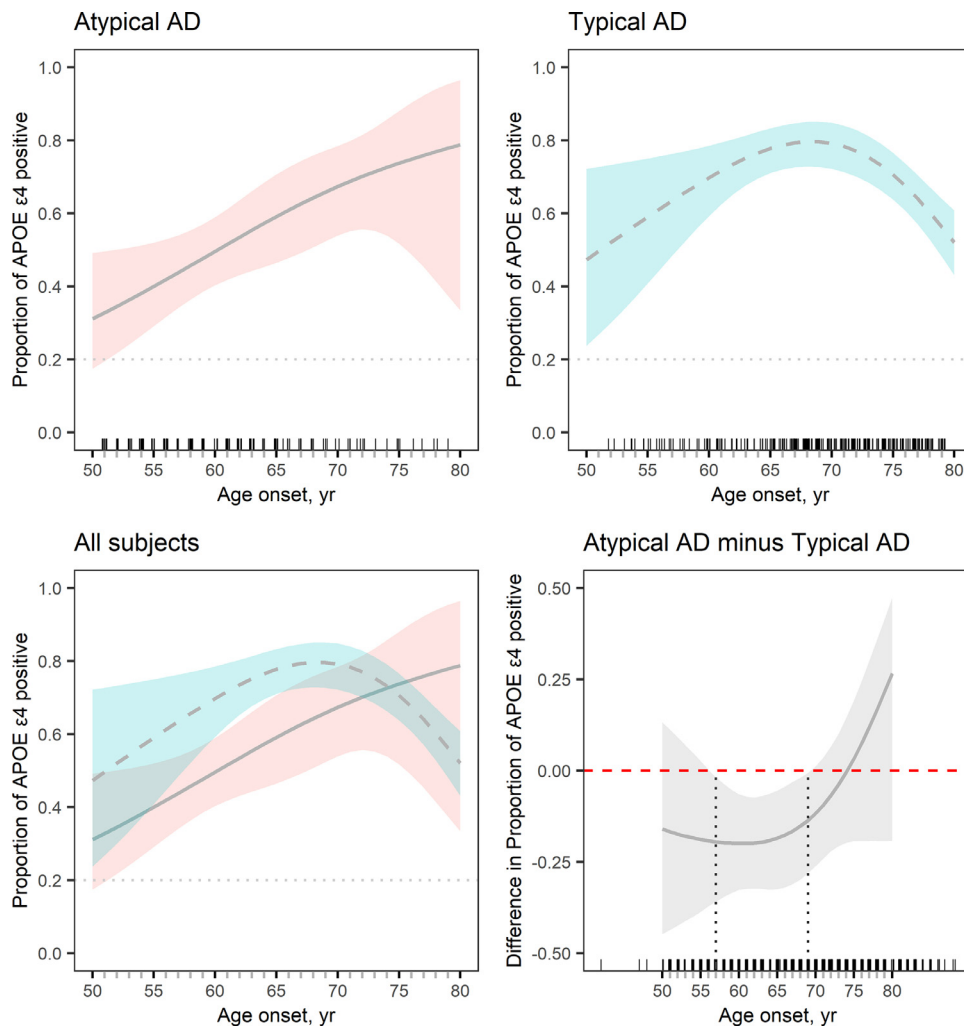 Atypical AD
Proportion of APOE ε4 positive
1.0
0.8
0.6
0.4
0.2
0.0
50 55 60 65 70 75 80
Age onset, yr
Typical AD
Proportion of APOE ε4 positive
1.0
0.8
0.6
0.4
0.2
0.0
50 55 60 65 70 75 80
Age onset, yr
All subjects
Proportion of APOE ε4 positive
1.0
0.8
0.6
0.4
0.2
0.0
50 55 60 65 70 75 80
Age onset, yr
Atypical AD minus Typical AD
Difference in Proportion of APOE ε4 positive
0.50
0.25
0.00
-0.25
-0.50
50 55 60 65 70 75 80
Age onset, yr